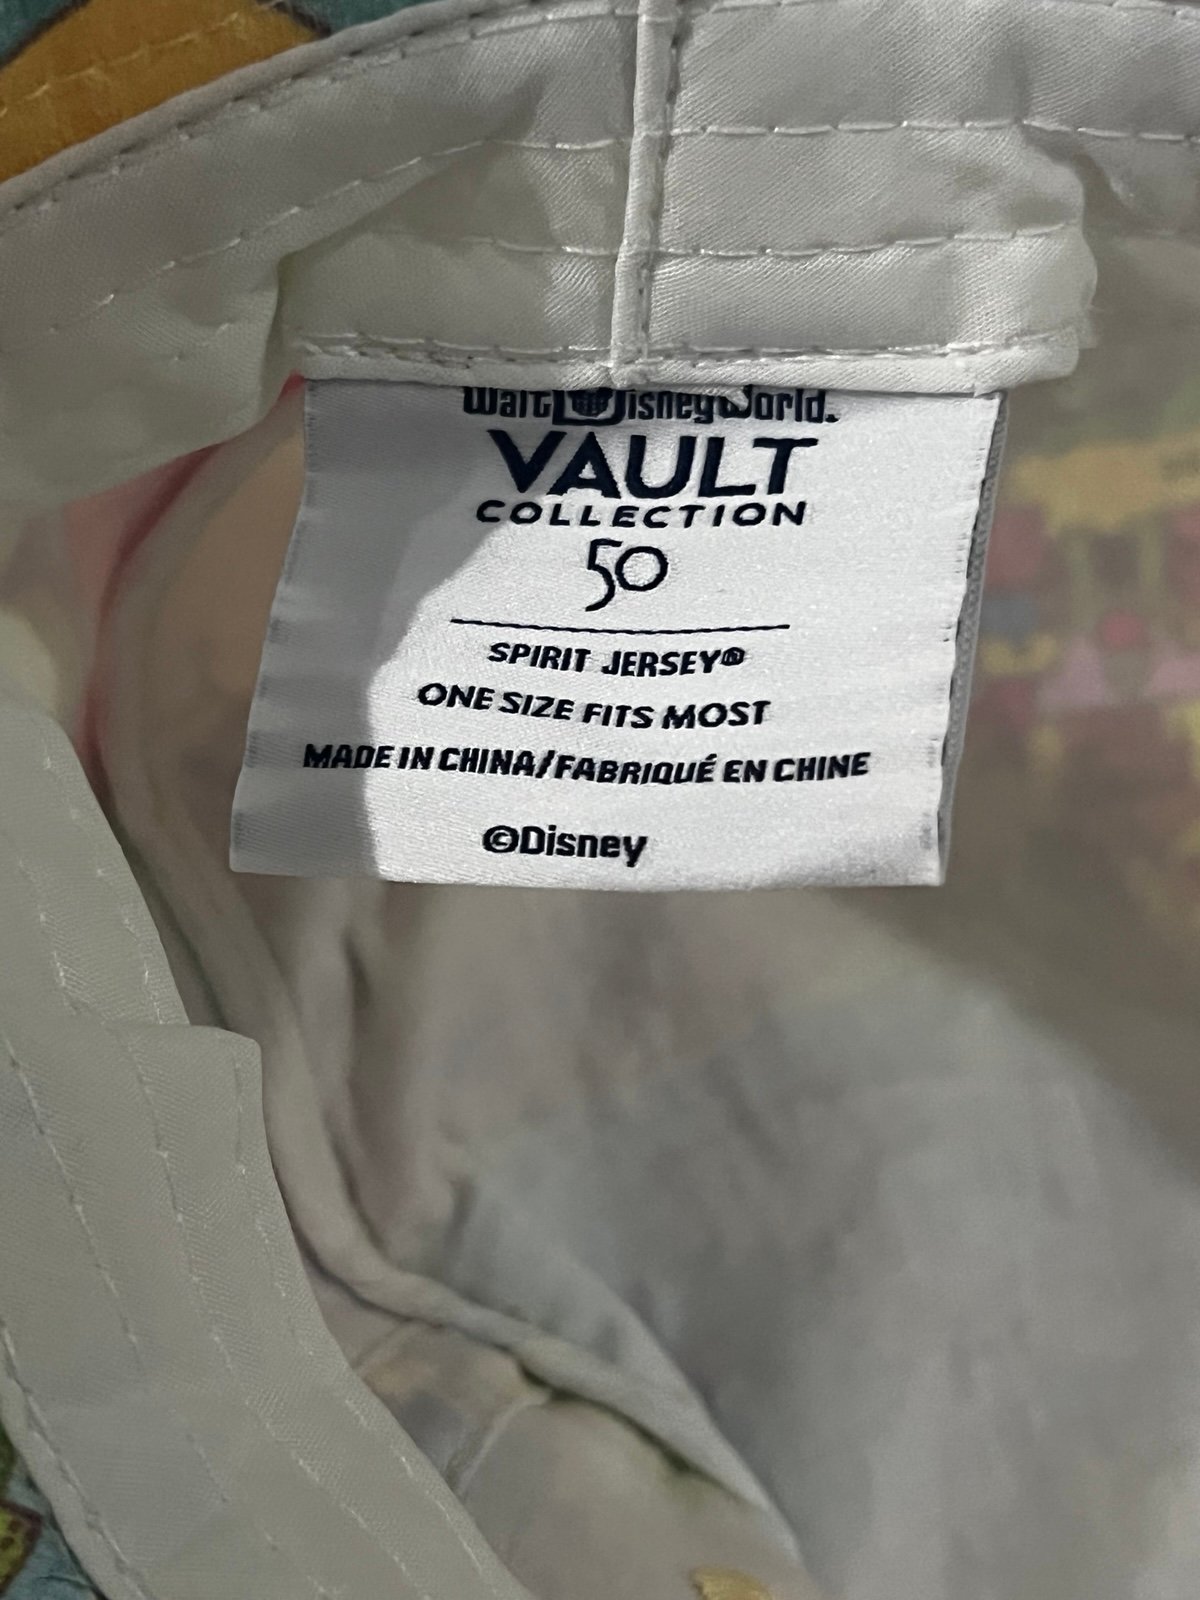 Walt Disney World.
VAULT
COLLECTION
50
SPIRIT JERSEY®
ONE SIZE FITS MOST
MADE IN CHINA/FABRIQUÉ EN CHINE
©Disney